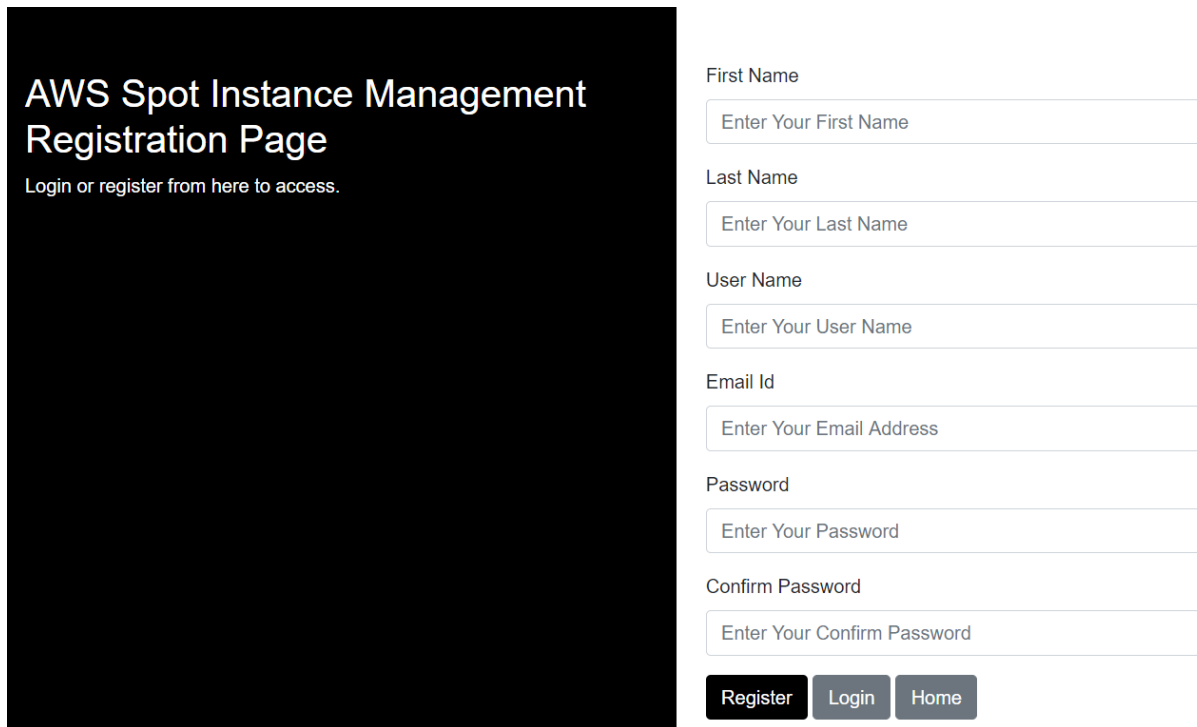 AWS Spot Instance Management
Registration Page
Login or register from here to access.
First Name
Enter Your First Name
Last Name
Enter Your Last Name
User Name
Enter Your User Name
Email Id
Enter Your Email Address
Password
Enter Your Password
Confirm Password
Enter Your Confirm Password
Register Login Home